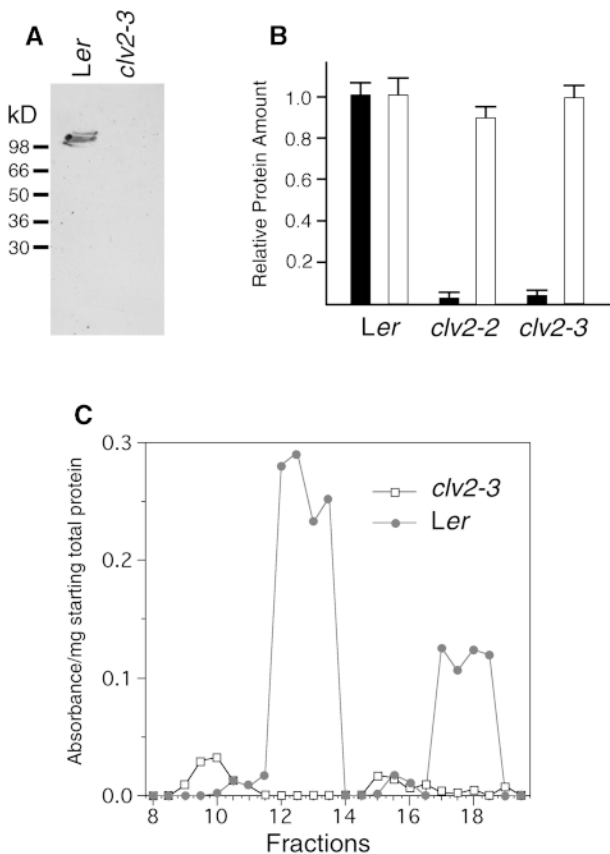 A
Ler
clv2-3
kD
98
66
50
36
30
B
Relative Protein Amount
1.0
0.8
0.6
0.4
0.2
Ler
clv2-2
clv2-3
C
Absorbance/mg starting total protein
0.3
0.2
0.1
0.0
clv2-3
Ler
8
10
12
14
16
18
Fractions